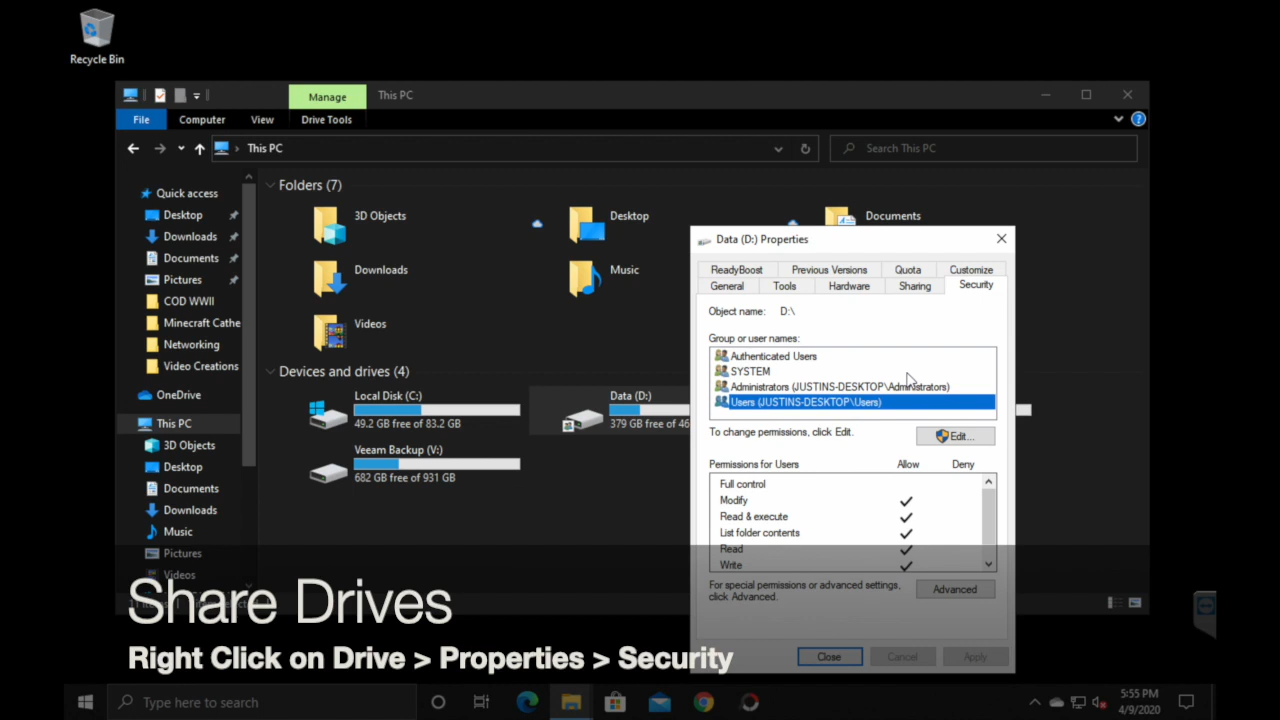 Recycle Bin
Manage
This PC
File
Computer
View
Drive Tools
This PC
Search This PC
Quick access
Desktop
Downloads
Documents
Pictures
COD WWII
Minecraft Cathe
Networking
Video Creations
OneDrive
This PC
3D Objects
Desktop
Documents
Downloads
Music
Pictures
Videos
Folders (7)
3D Objects
Desktop
Documents
Downloads
Music
Videos
Devices and drives (4)
Local Disk (C:)
49.2 GB free of 83.2 GB
Data (D:)
379 GB free of 46
Veeam Backup (V:)
682 GB free of 931 GB
Data (D:) Properties
ReadyBoost
Previous Versions
Quota
Customize
General
Tools
Hardware
Sharing
Security
Object name: D:\
Group or user names:
Authenticated Users
SYSTEM
Administrators (JUSTINS-DESKTOP\Administrators)
Users (JUSTINS-DESKTOP\Users)
To change permissions, click Edit.
Edit...
Permissions for Users
Allow
Deny
Full control
Modify
Read & execute
List folder contents
Read
Write
For special permissions or advanced settings,
click Advanced.
Advanced
Close
Cancel
Apply
Share Drives
Right Click on Drive > Properties > Security
Type here to search
5:55 PM
4/9/2020